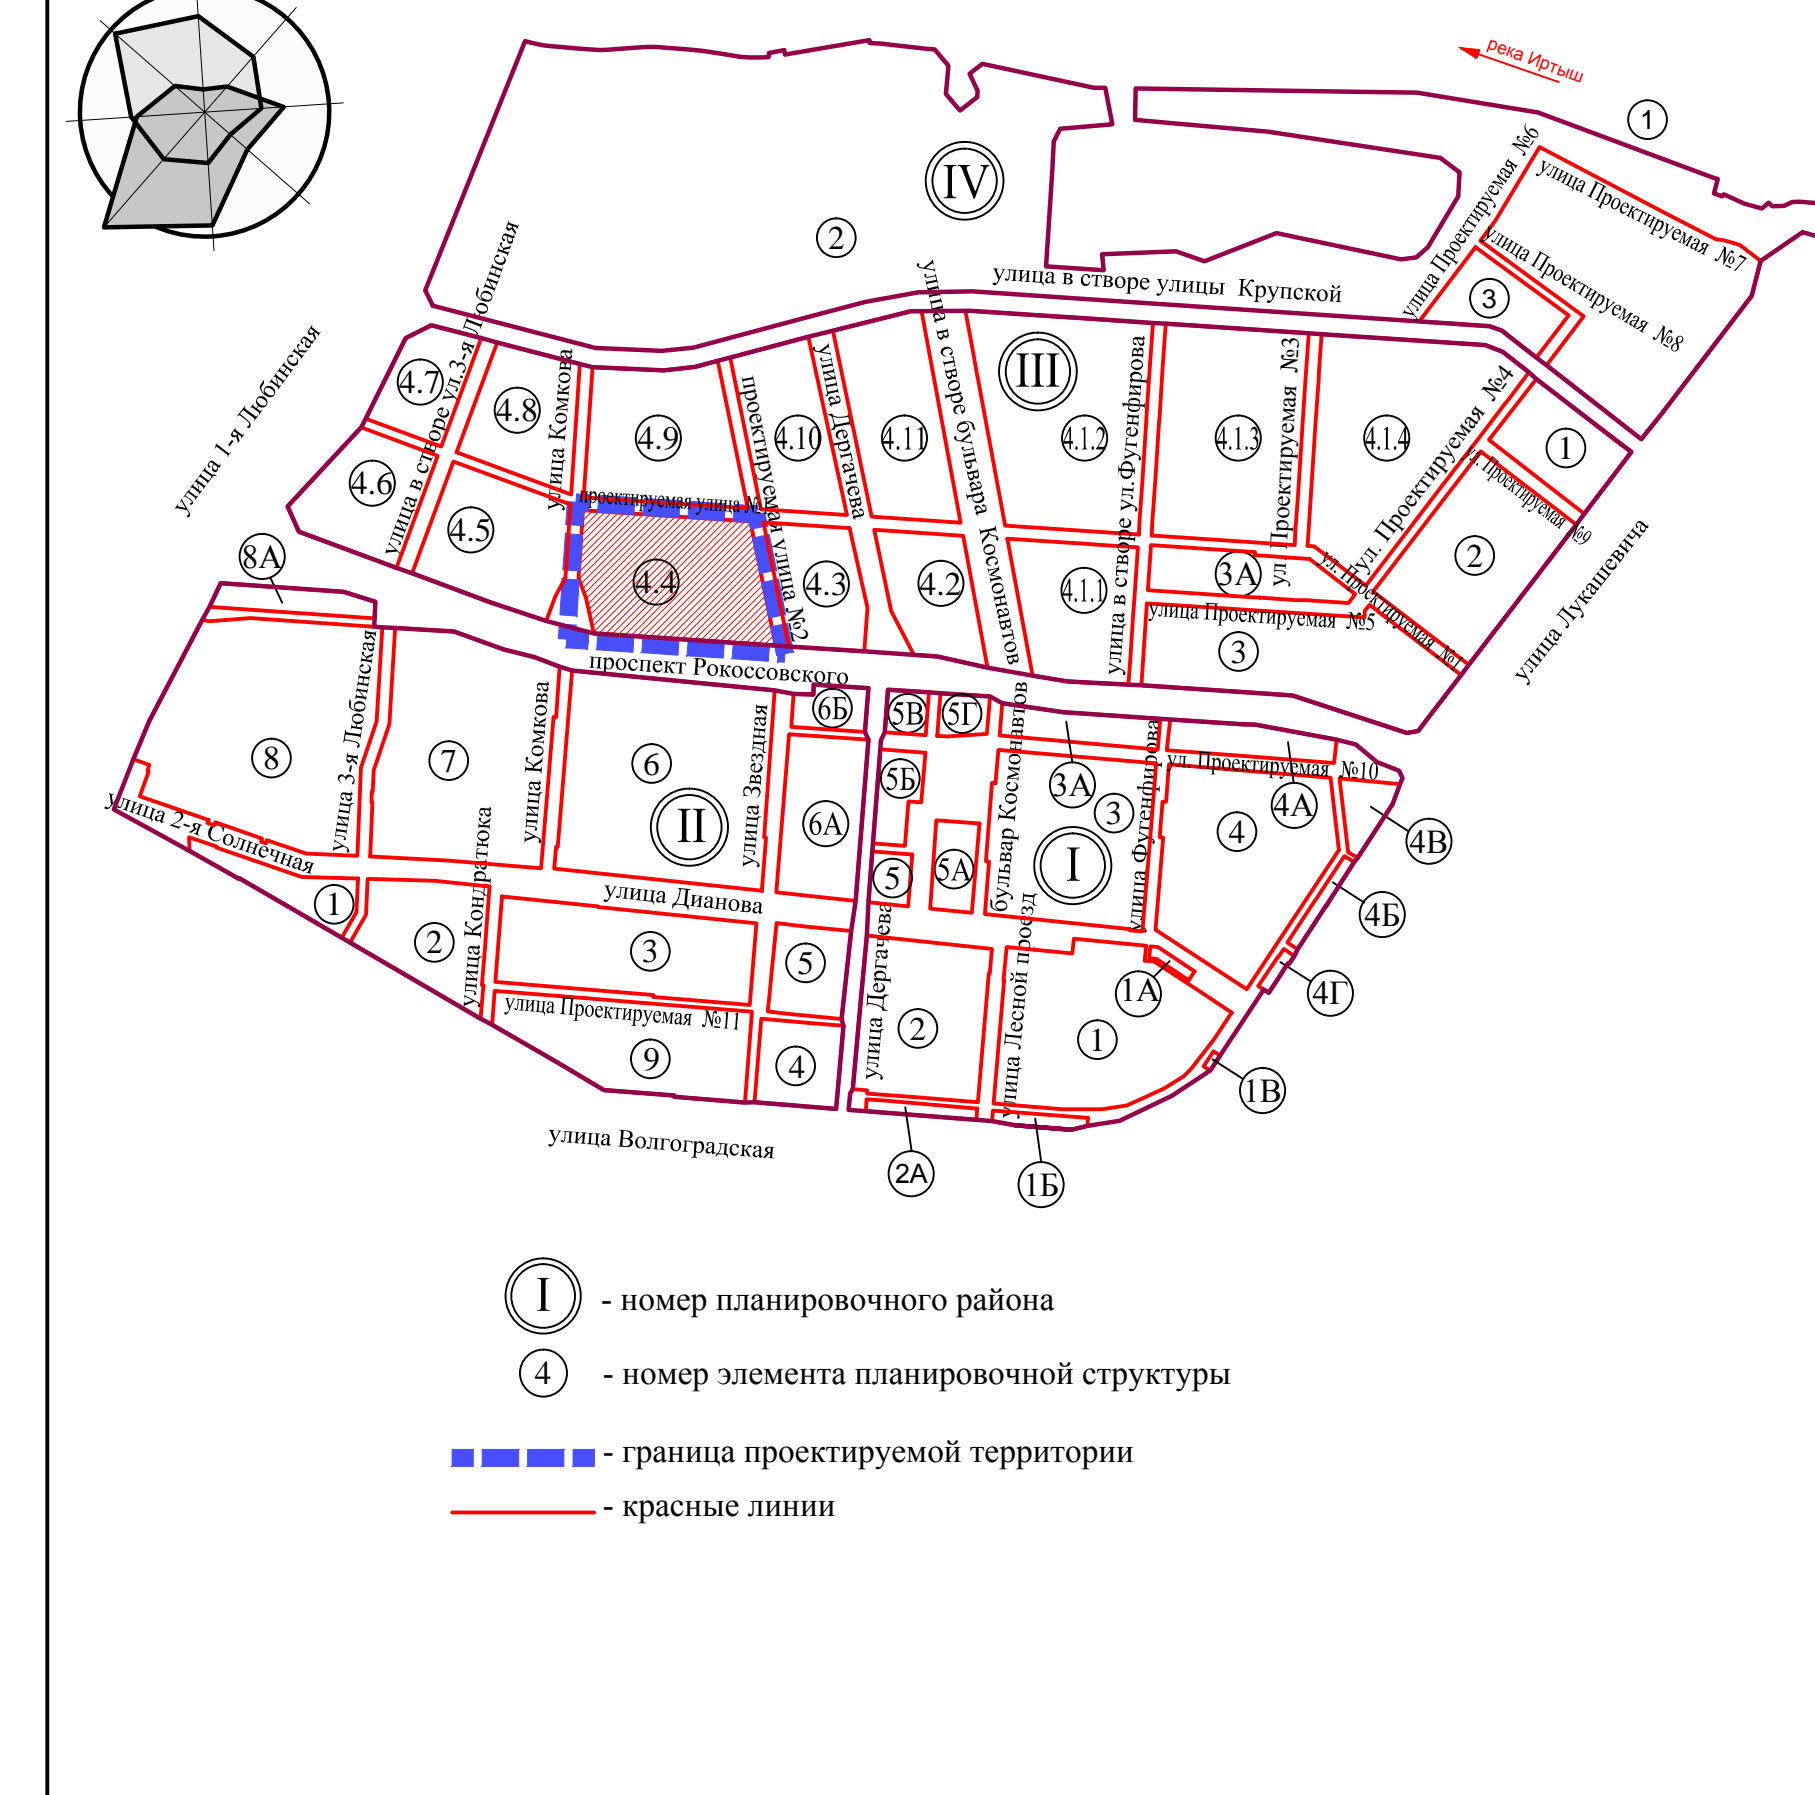 река Иртыш
1
улица Проектируемая №6
улица Проектируемая №7
улица Проектируемая №8
3
IV
2
улица в створе улицы Крупской
улица 1-я Любинская
улица в створе ул.3-я Любинская
улица Комкова
проектируемая улица №2
улица Дергачева
улица в створе бульвара Космонавтов
III
улица в створе ул.Фугенфирова
ул. Проектируемая №3
ул. Проектируемая №4
4.7
4.8
4.9
4.10
4.11
4.1.2
4.1.3
4.1.4
1
4.6
4.5
проектируемая улица №
ул. Проектируемая №9
2
улица Лукашевича
4.4
4.3
4.2
4.1.1
3А
ул. Проектируемая №1
улица Проектируемая №5
3
8А
проспект Рокоссовского
8
улица 3-я Любинская
7
улица Комкова
6
II
улица Звездная
6Б
6А
5В
5Г
5Б
5А
5
бульвар Космонавтов
3А
3
I
улица Фугенфирова
ул. Проектируемая №10
4
4А
4В
4Б
4Г
улица 2-я Солнечная
1
2
улица Кондратюка
улица Дианова
3
5
улица Проектируемая №11
9
4
улица Дергачева
2
улица Лесной проезд
1А
1
1В
2А
1Б
улица Волгоградская
I - номер планировочного района
4 - номер элемента планировочной структуры
- граница проектируемой территории
- красные линии